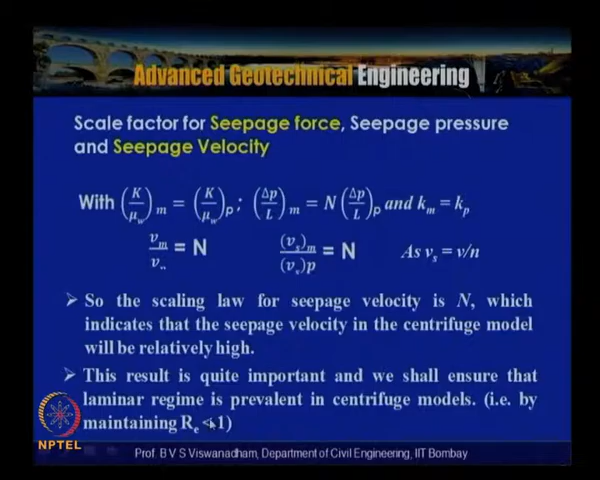 Advanced Geotechnical Engineering
Scale factor for Seepage force, Seepage pressure
and Seepage Velocity
With (K/μw)m = (K/μw)p; (Δp/L)m = N (Δp/L)p and km = kp
vm/v.. = N (vs)m/(vs)p = N As vs = v/n
➢ So the scaling law for seepage velocity is N, which
indicates that the seepage velocity in the centrifuge model
will be relatively high.
➢ This result is quite important and we shall ensure that
laminar regime is prevalent in centrifuge models. (i.e. by
maintaining Re <1)
NPTEL
Prof. B V S Viswanadham, Department of Civil Engineering, IIT Bombay